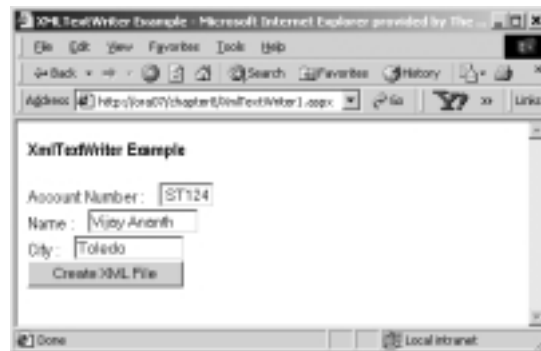 XMLTextWriter Example - Microsoft Internet Explorer provided by The ...
File Edit View Favorites Tools Help
Back Search Favorites History
Address http://oral07/chapter8/XmlTextWriter1.aspx Go Links
XmlTextWriter Example
Account Number : ST124
Name : Vijay Ananth
City : Toledo
Create XML File
Done Local intranet